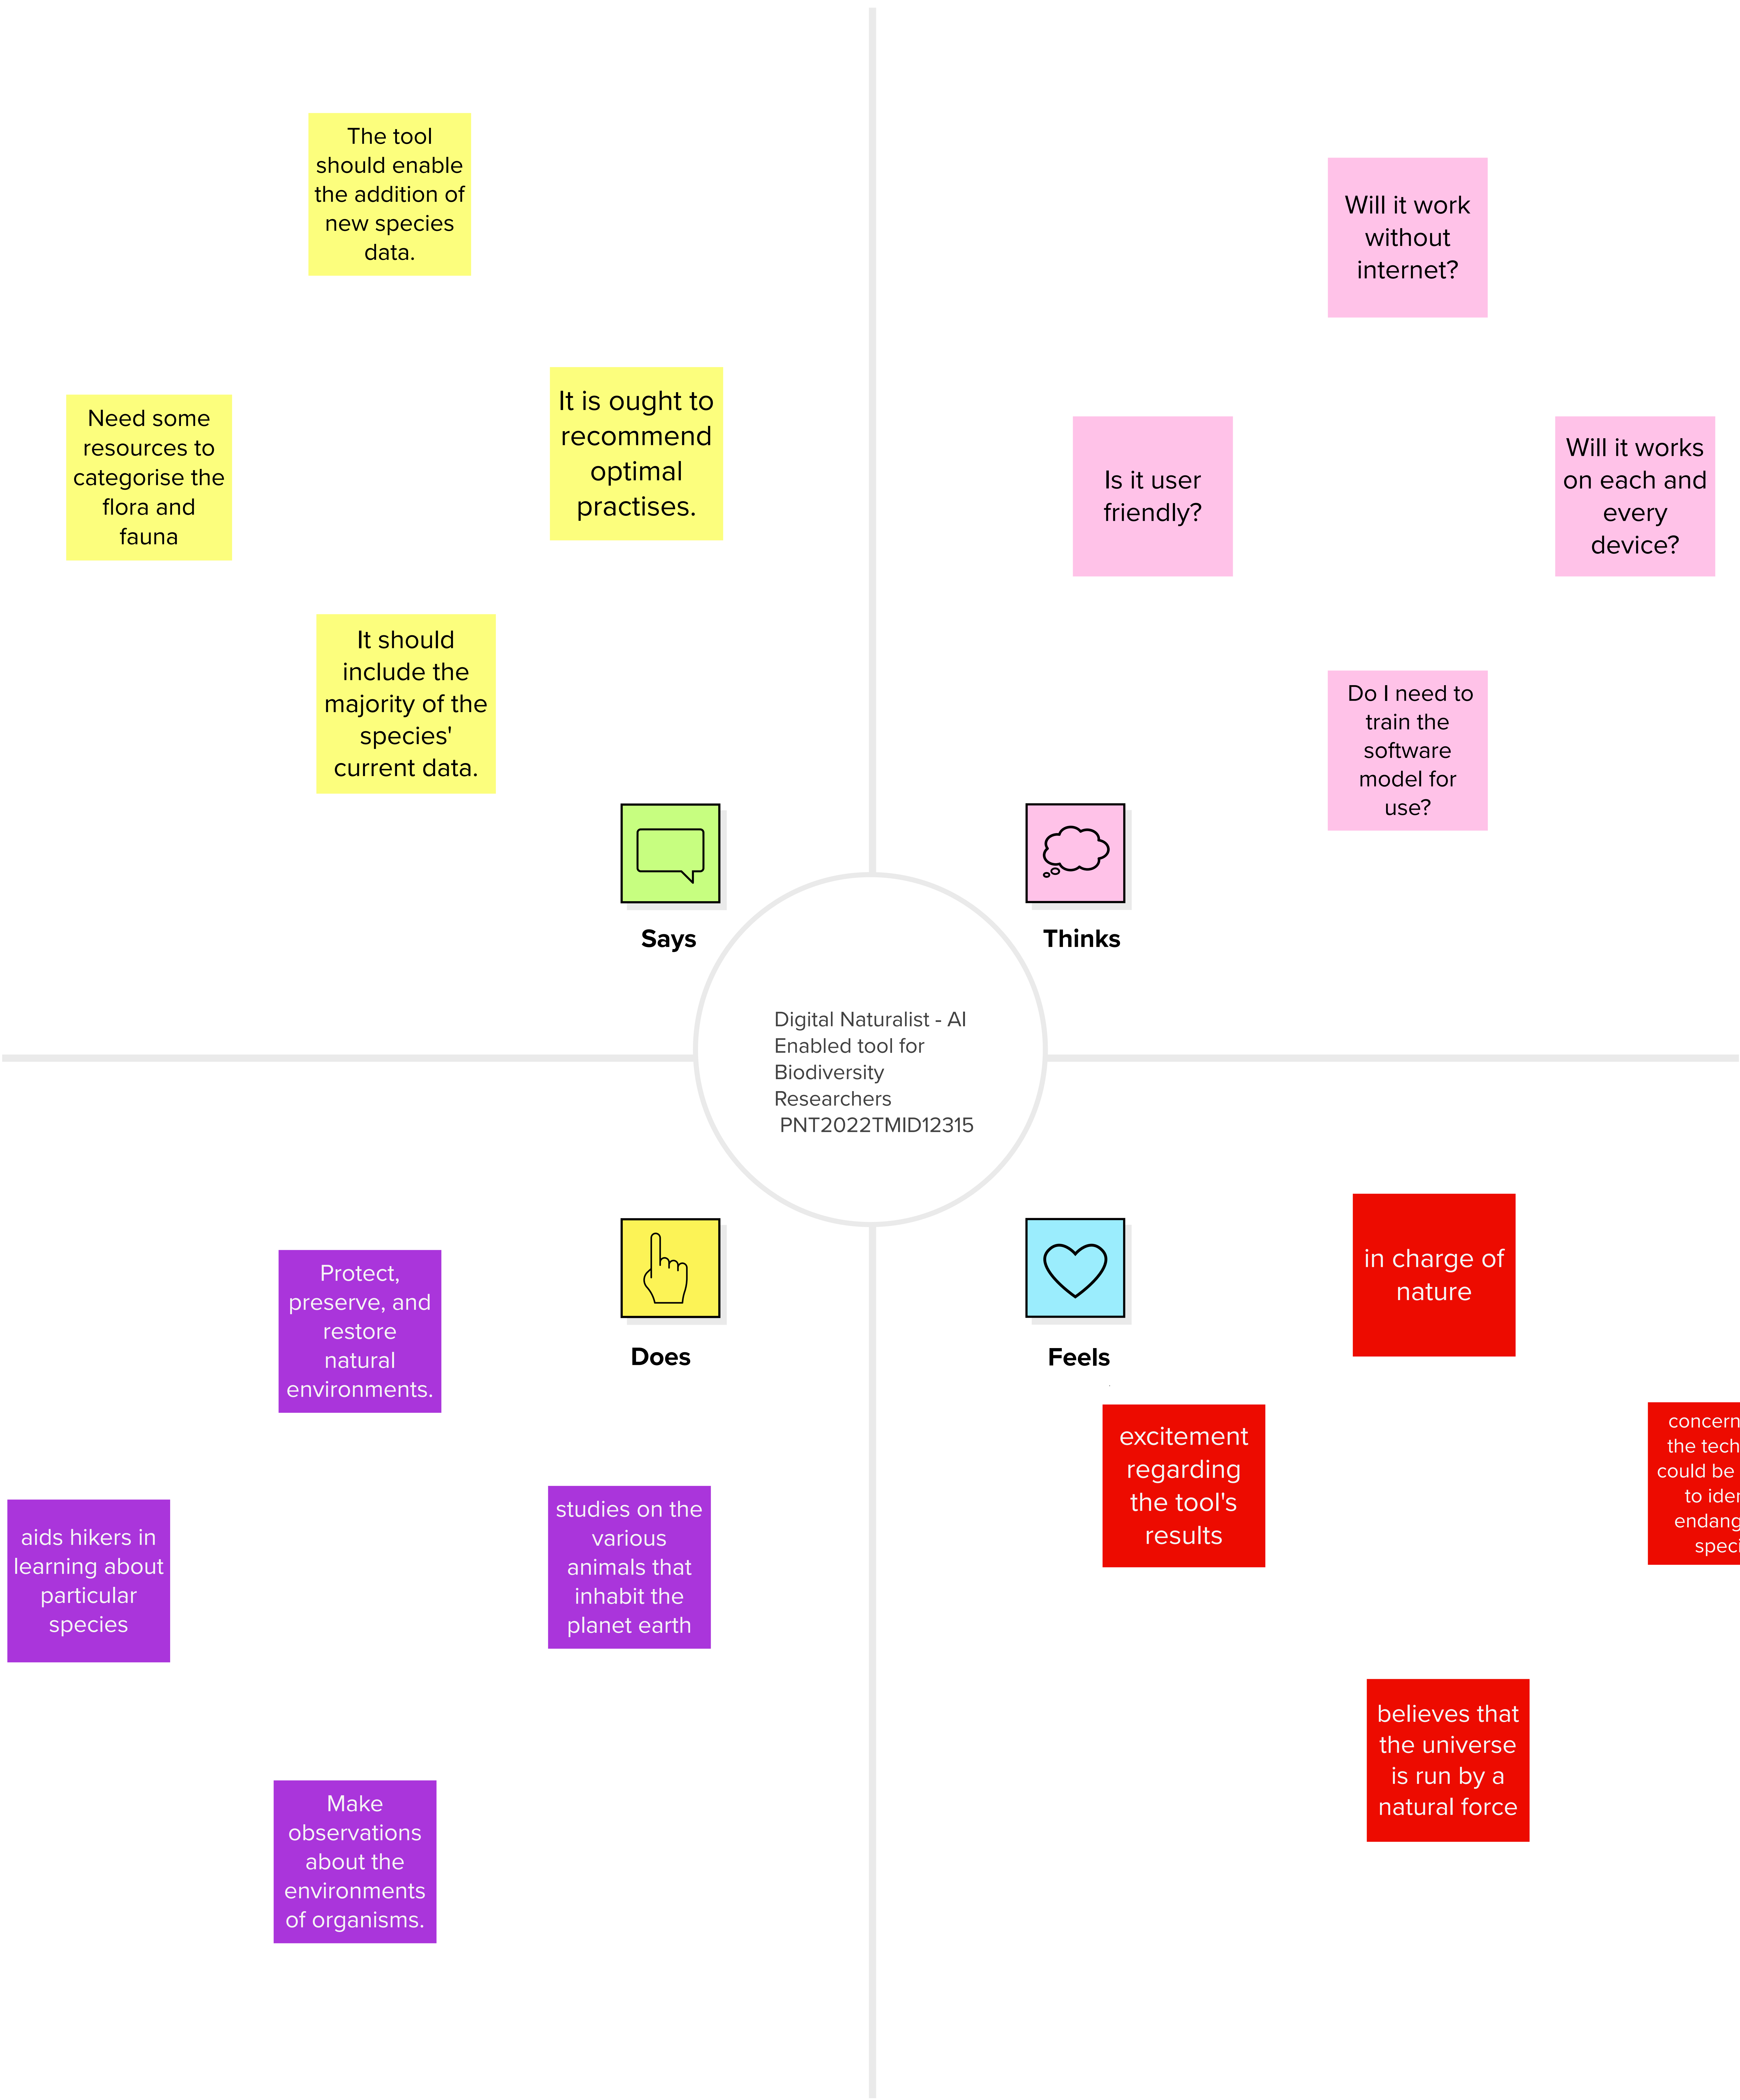 The tool
should enable
the addition of
new species
data.
Need some
resources to
categorise the
flora and
fauna
It is ought to
recommend
optimal
practises.
It should
include the
majority of the
species'
current data.
Says
Will it work
without
internet?
Is it user
friendly?
Will it works
on each and
every
device?
Do I need to
train the
software
model for
use?
Thinks
Digital Naturalist - AI
Enabled tool for
Biodiversity
Researchers
PNT2022TMID12315
Does
Protect,
preserve, and
restore
natural
environments.
aids hikers in
learning about
particular
species
studies on the
various
animals that
inhabit the
planet earth
Make
observations
about the
environments
of organisms.
Feels
in charge of
nature
excitement
regarding
the tool's
results
the
could be
to
believes that
the universe
is run by a
natural force